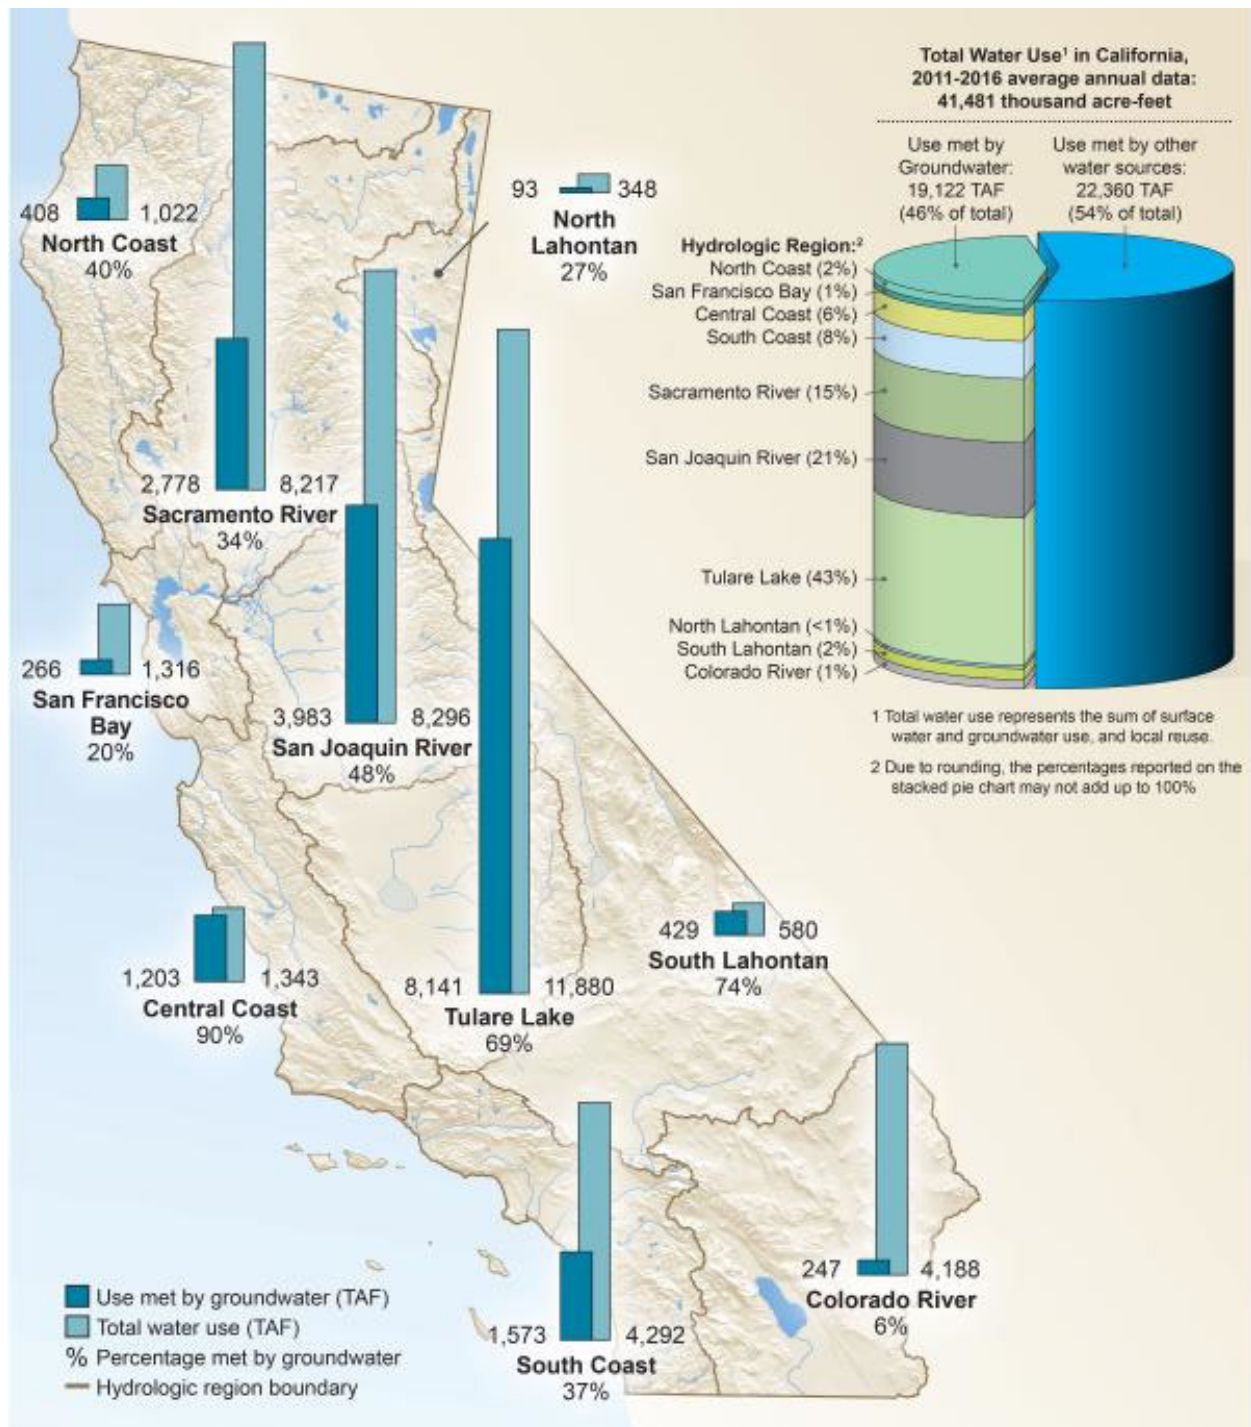 Total Water Use¹ in California,
2011-2016 average annual data:
41,481 thousand acre-feet
Use met by
Groundwater:
19,122 TAF
(46% of total)
Use met by other
water sources:
22,360 TAF
(54% of total)
Hydrologic Region:²
North Coast (2%)
San Francisco Bay (1%)
Central Coast (6%)
South Coast (8%)
Sacramento River (15%)
San Joaquin River (21%)
Tulare Lake (43%)
North Lahontan (<1%)
South Lahontan (2%)
Colorado River (1%)
1 Total water use represents the sum of surface
water and groundwater use, and local reuse.
2 Due to rounding, the percentages reported on the
stacked pie chart may not add up to 100%
408 1,022
North Coast
40%
93 348
North
Lahontan
27%
2,778 8,217
Sacramento River
34%
266 1,316
San Francisco
Bay
20%
3,983 8,296
San Joaquin River
48%
1,203 1,343
Central Coast
90%
8,141 11,880
Tulare Lake
69%
429 580
South Lahontan
74%
247 4,188
Colorado River
6%
1,573 4,292
South Coast
37%
Use met by groundwater (TAF)
Total water use (TAF)
% Percentage met by groundwater
Hydrologic region boundary